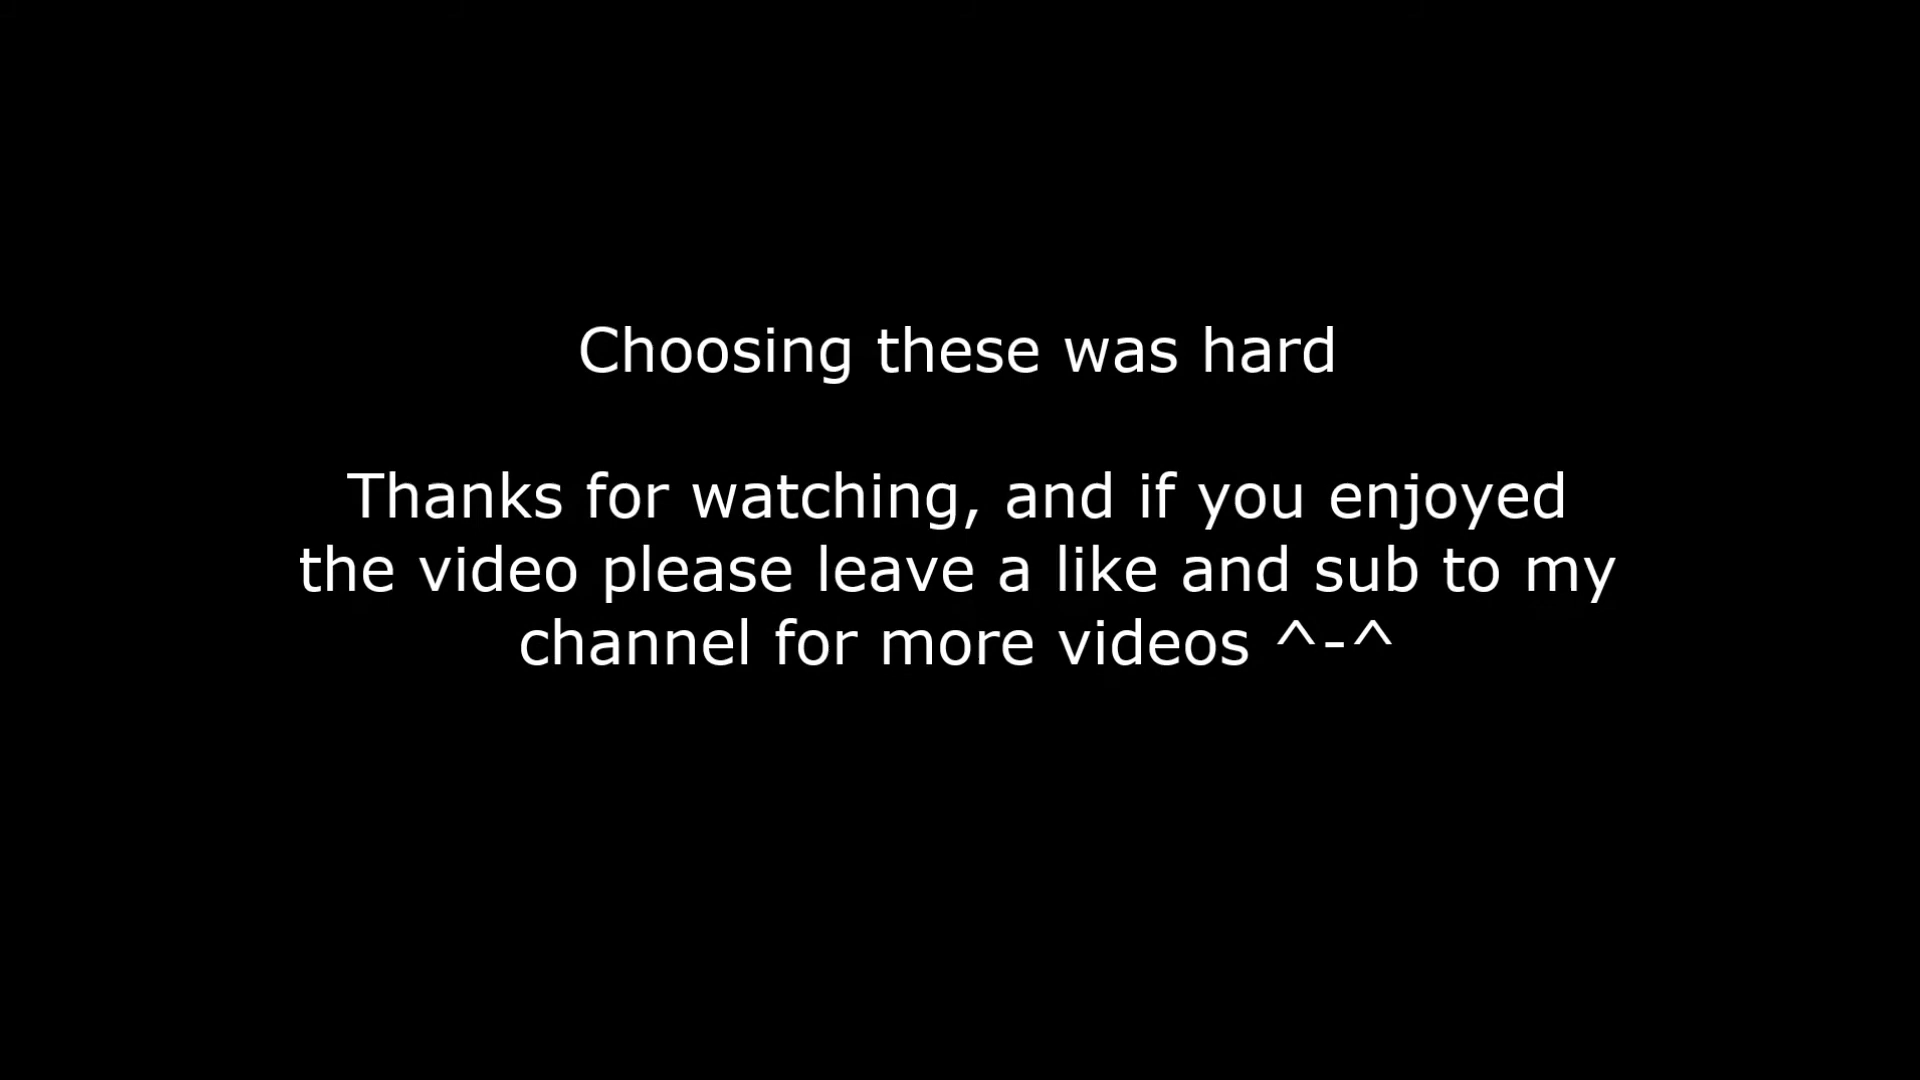 Choosing these was hard
Thanks for watching, and if you enjoyed
the video please leave a like and sub to my
channel for more videos ^-^